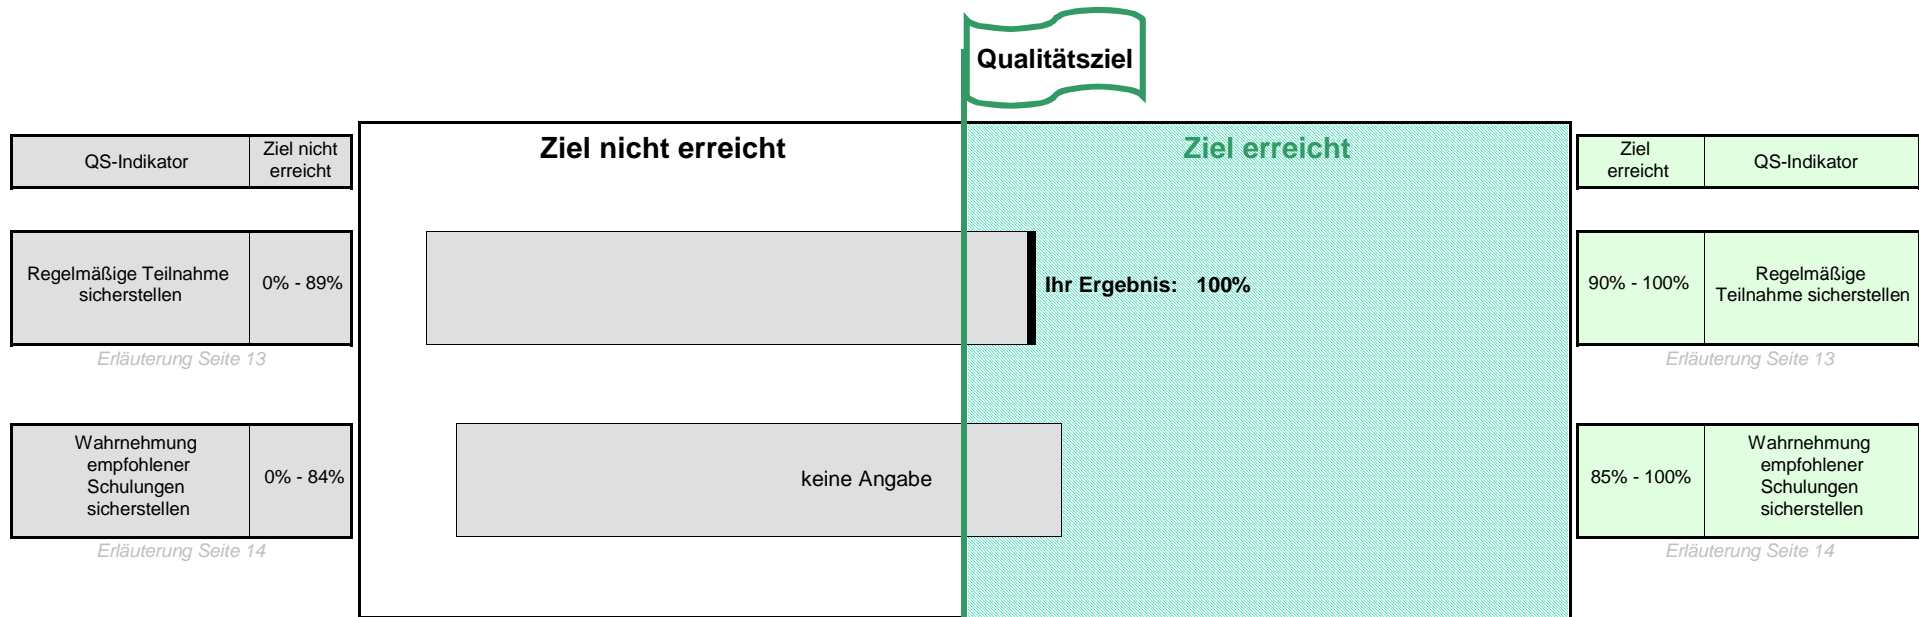 Qualitätsziel
Ziel nicht erreicht
Ziel erreicht
QS-Indikator
Ziel nicht
erreicht
Ziel
erreicht
QS-Indikator
Regelmäßige Teilnahme
sicherstellen
0% - 89%
Ihr Ergebnis: 100%
90% - 100%
Regelmäßige
Teilnahme sicherstellen
Erläuterung Seite 13
Erläuterung Seite 13
Wahrnehmung
empfohlener
Schulungen
sicherstellen
0% - 84%
keine Angabe
85% - 100%
Wahrnehmung
empfohlener
Schulungen
sicherstellen
Erläuterung Seite 14
Erläuterung Seite 14